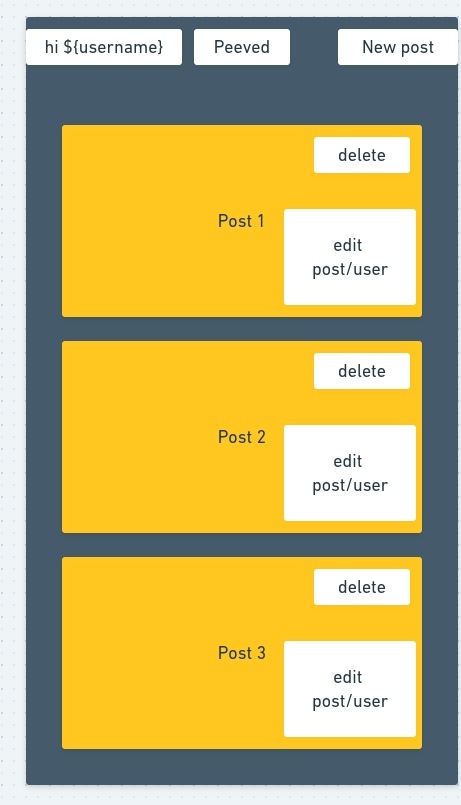 hi ${username} Peeved New post
delete
Post 1
edit
post/user
delete
Post 2
edit
post/user
delete
Post 3
edit
post/user